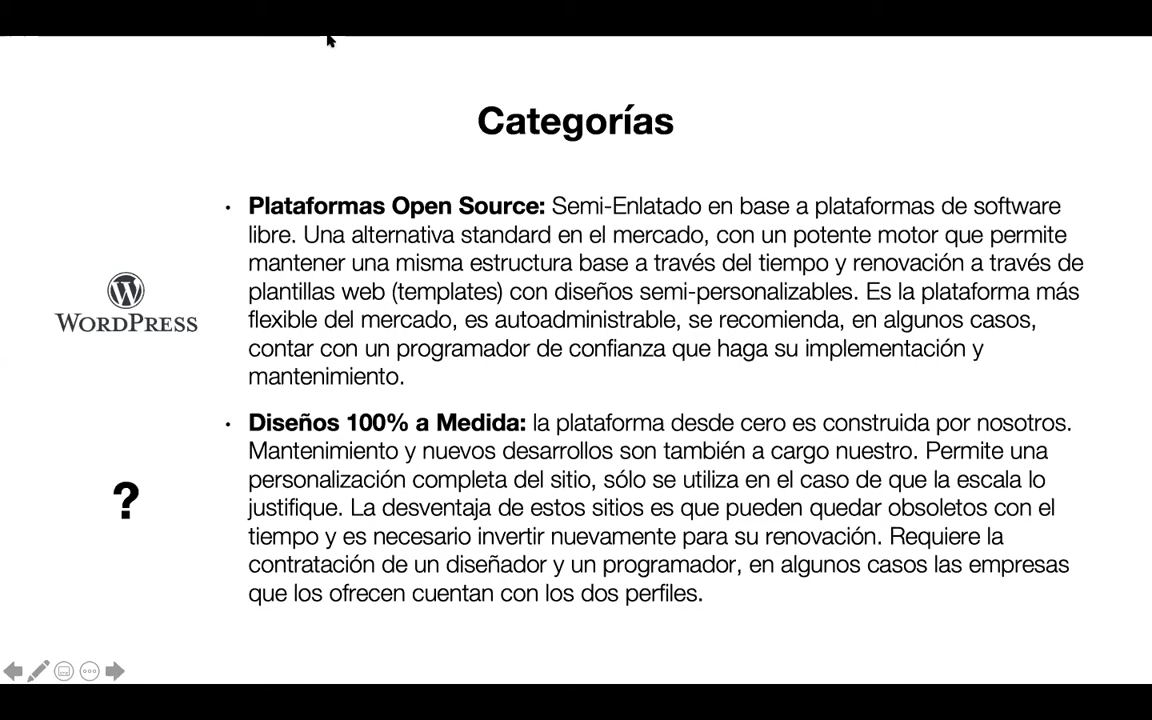 Categorías
• Plataformas Open Source: Semi-Enlatado en base a plataformas de software
libre. Una alternativa standard en el mercado, con un potente motor que permite
mantener una misma estructura base a través del tiempo y renovación a través de
plantillas web (templates) con diseños semi-personalizables. Es la plataforma más
flexible del mercado, es autoadministrable, se recomienda, en algunos casos,
contar con un programador de confianza que haga su implementación y
mantenimiento.
WORDPRESS
• Diseños 100% a Medida: la plataforma desde cero es construida por nosotros.
Mantenimiento y nuevos desarrollos son también a cargo nuestro. Permite una
personalización completa del sitio, sólo se utiliza en el caso de que la escala lo
justifique. La desventaja de estos sitios es que pueden quedar obsoletos con el
tiempo y es necesario invertir nuevamente para su renovación. Requiere la
contratación de un diseñador y un programador, en algunos casos las empresas
que los ofrecen cuentan con los dos perfiles.
?